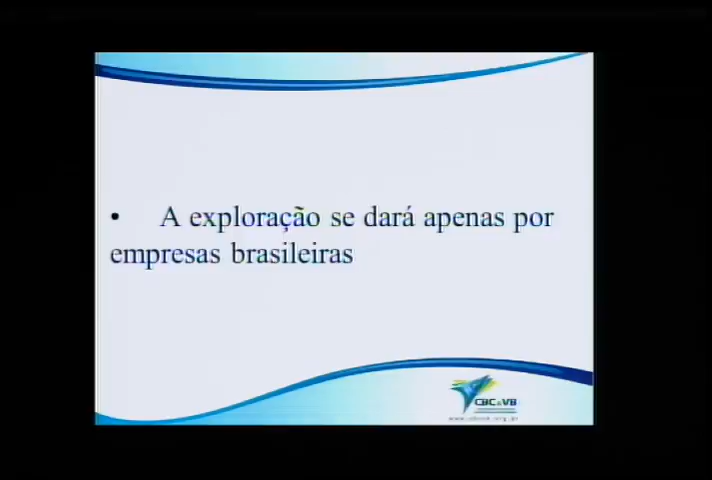 • A exploração se dará apenas por
empresas brasileiras
CBC&VB